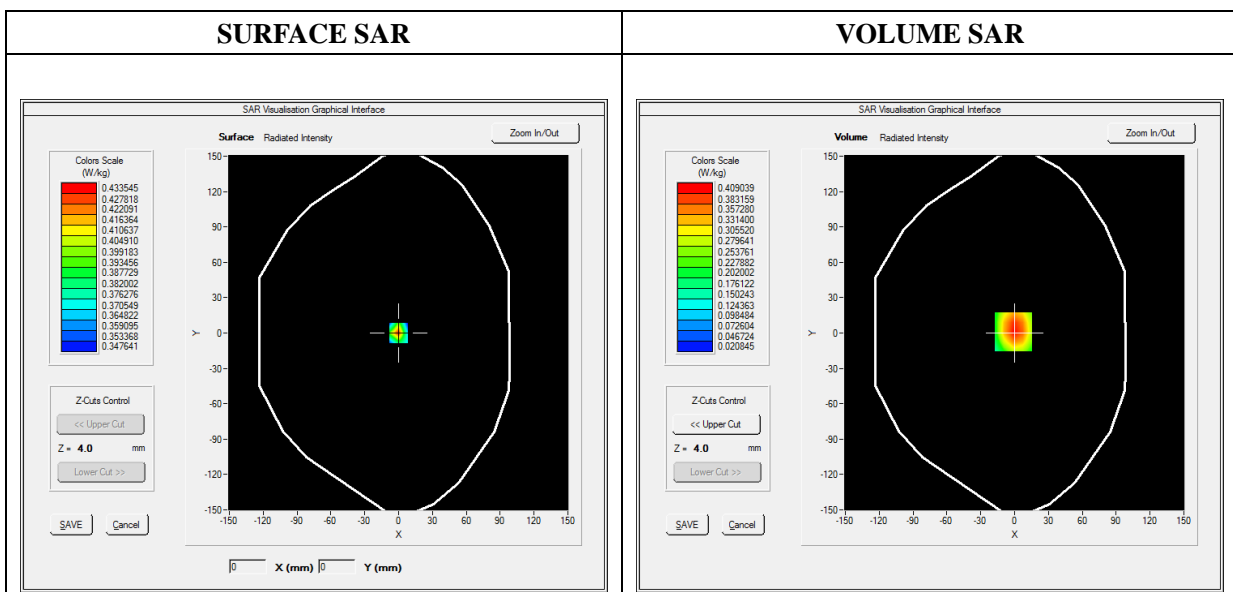 SURFACE SAR
VOLUME SAR
SAR Visualisation Graphical Interface
Surface Radiated Intensity
Zoom In/Out
Colors Scale
(W/kg)
0.433545
0.427818
0.422091
0.416364
0.410637
0.404910
0.399183
0.393456
0.387729
0.382002
0.376276
0.370549
0.364822
0.359095
0.353368
0.347641
Z-Cuts Control
<< Upper Cut
Z = 4.0 mm
Lower Cut >>
SAVE Cancel
150
120
90
60
30
0
-30
-60
-90
-120
-150
Y
-150 -120 -90 -60 -30 0 30 60 90 120 150
X
0 X (mm) 0 Y (mm)
SAR Visualisation Graphical Interface
Volume Radiated Intensity
Zoom In/Out
Colors Scale
(W/kg)
0.409039
0.383159
0.357280
0.331400
0.305520
0.279641
0.253761
0.227882
0.202002
0.176122
0.150243
0.124363
0.098484
0.072604
0.046724
0.020845
Z-Cuts Control
<< Upper Cut
Z = 4.0 mm
Lower Cut >>
SAVE Cancel
150
120
90
60
30
0
-30
-60
-90
-120
-150
Y
-150 -120 -90 -60 -30 0 30 60 90 120 150
X